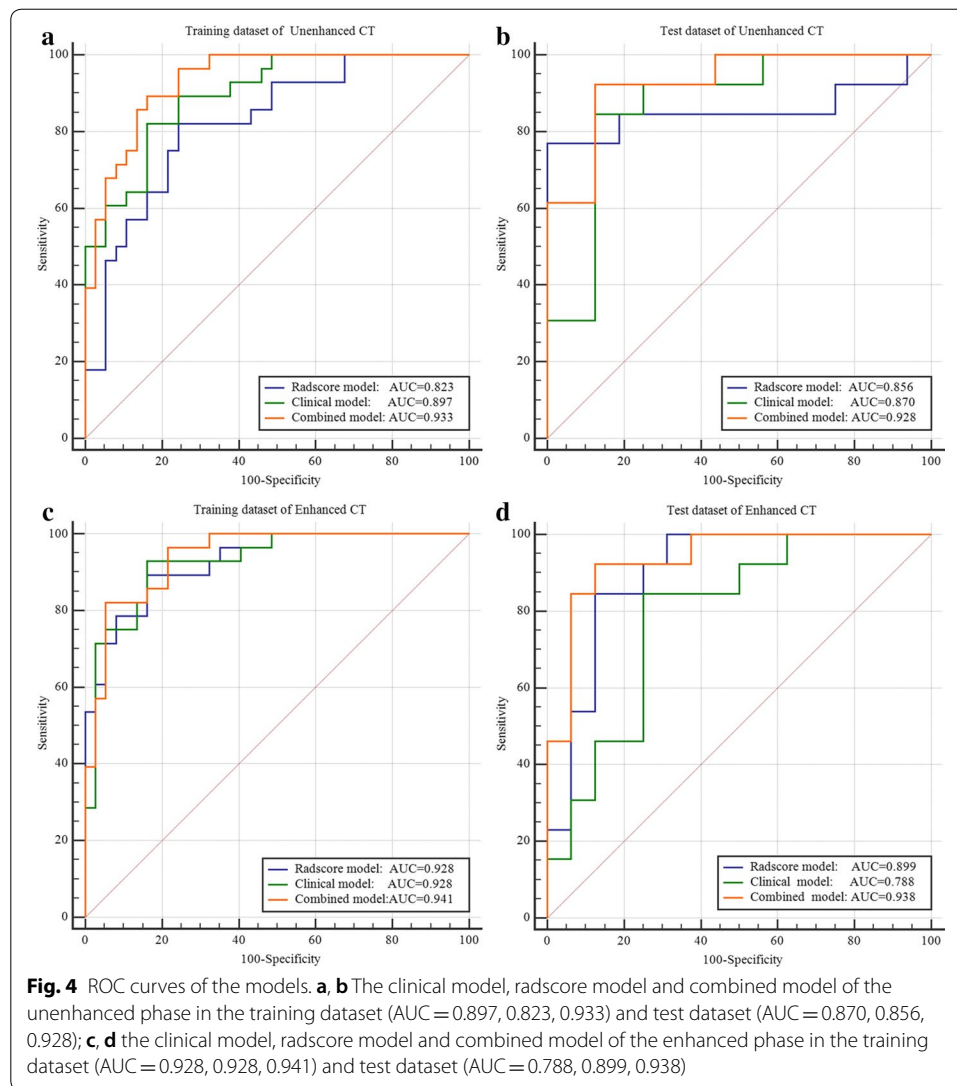 a
Training dataset of Unenhanced CT
100
80
60
40
20
0
Sensitivity
Radscore model: AUC=0.823
Clinical model: AUC=0.897
Combined model: AUC=0.933
0 20 40 60 80 100
100-Specificity
b
Test dataset of Unenhanced CT
100
80
60
40
20
0
Sensitivity
Radscore model: AUC=0.856
Clinical model: AUC=0.870
Combined model: AUC=0.928
0 20 40 60 80 100
100-Specificity
c
Training dataset of Enhanced CT
100
80
60
40
20
0
Sensitivity
Radscore model: AUC=0.928
Clinical model: AUC=0.928
Combined model:AUC=0.941
0 20 40 60 80 100
100-Specificity
d
Test dataset of Enhanced CT
100
80
60
40
20
0
Sensitivity
Radscore model: AUC=0.899
Clinical model: AUC=0.788
Combined model: AUC=0.938
0 20 40 60 80 100
100-Specificity
Fig. 4 ROC curves of the models. a, b The clinical model, radscore model and combined model of the
unenhanced phase in the training dataset (AUC = 0.897, 0.823, 0.933) and test dataset (AUC = 0.870, 0.856,
0.928); c, d the clinical model, radscore model and combined model of the enhanced phase in the training
dataset (AUC = 0.928, 0.928, 0.941) and test dataset (AUC = 0.788, 0.899, 0.938)